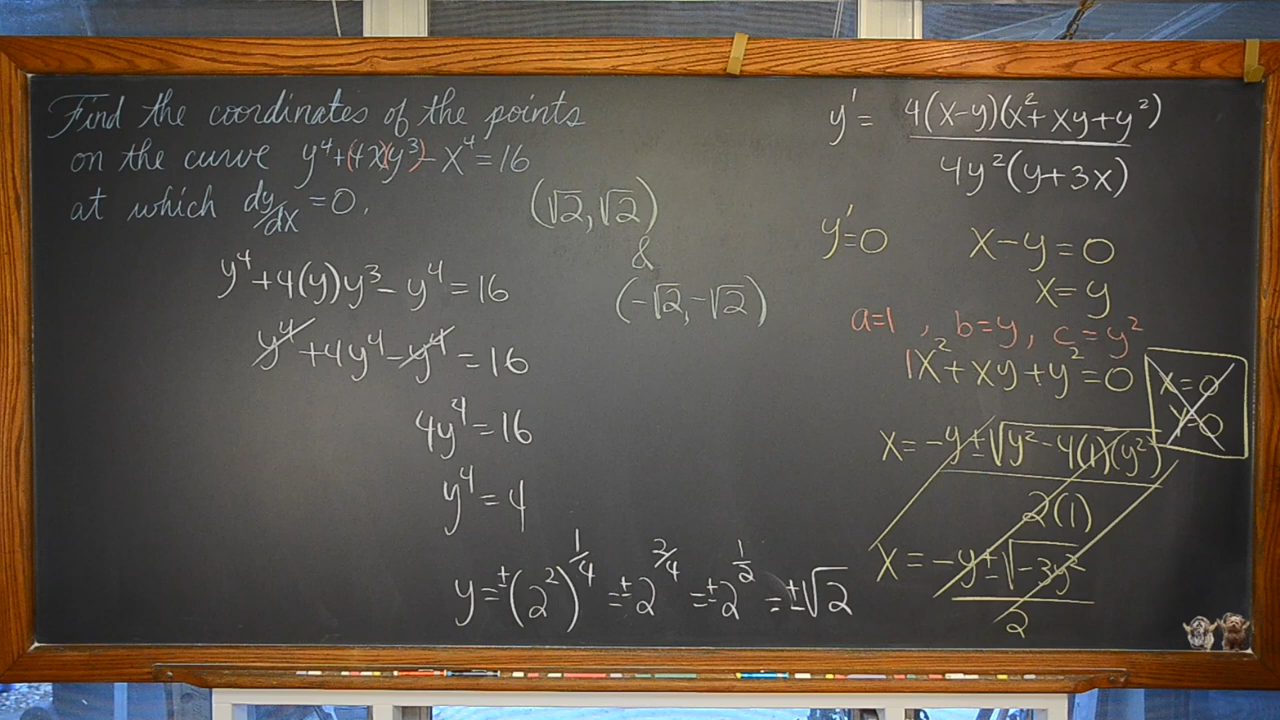 Find the coordinates of the points
on the curve y⁴+(4x)(y³)-x⁴=16
at which dy/dx=0.
y⁴+4(y)y³-y⁴=16
y⁴+4y⁴-y⁴=16
4y⁴=16
y⁴=4
y=±(2²)^(1/4)=±2^(2/4)=±2^(1/2)=±√2
(√2,√2)
&
(-√2,-√2)
y'=4(x-y)(x²+xy+y²)
4y²(y+3x)
y'=0
x-y=0
x=y
a=1, b=y, c=y²
1x²+xy+y²=0
x=0
y=0
x=-y±√y²-4(1)(y²)
2(1)
x=-y±√-3y²
2